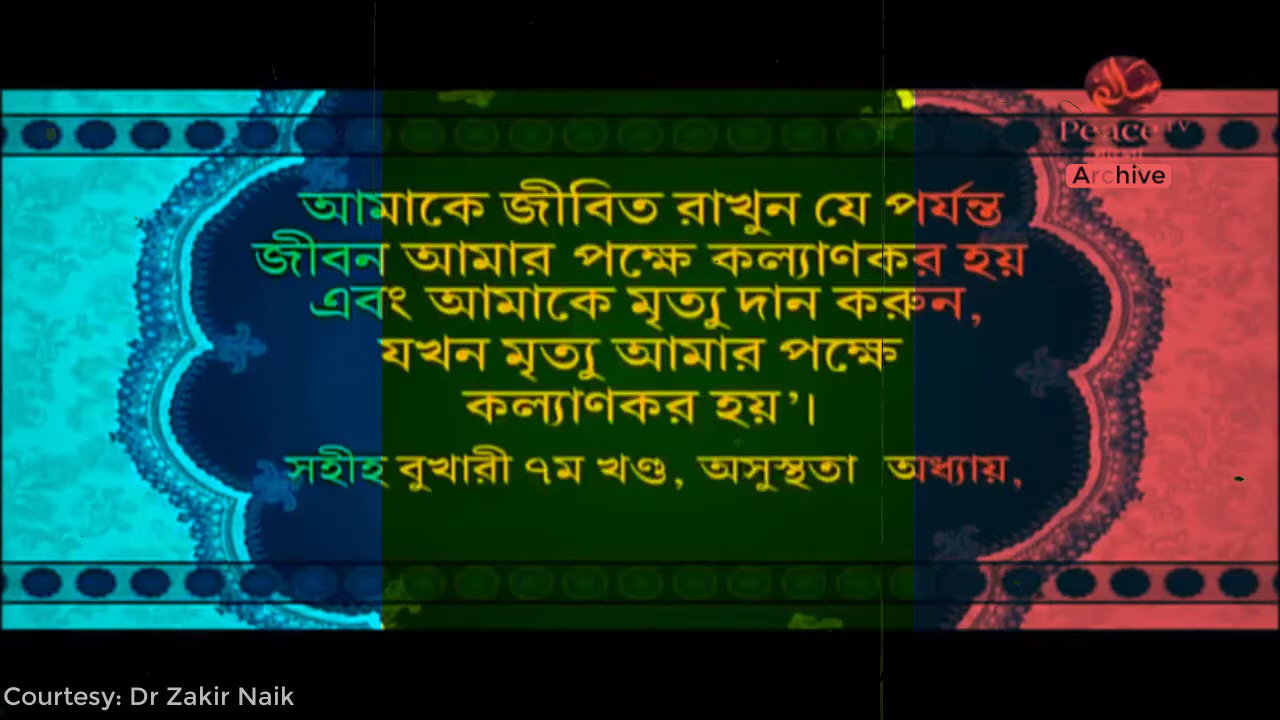 Peace TV
Archive
আমাকে জীবিত রাখুন যে পর্যন্ত
জীবন আমার পক্ষে কল্যাণকর হয়
এবং আমাকে মৃত্যু দান করুন,
যখন মৃত্যু আমার পক্ষে
কল্যাণকর হয়’।
সহীহ বুখারী ৭ম খণ্ড, অসুস্থতা অধ্যায়,
Courtesy: Dr Zakir Naik